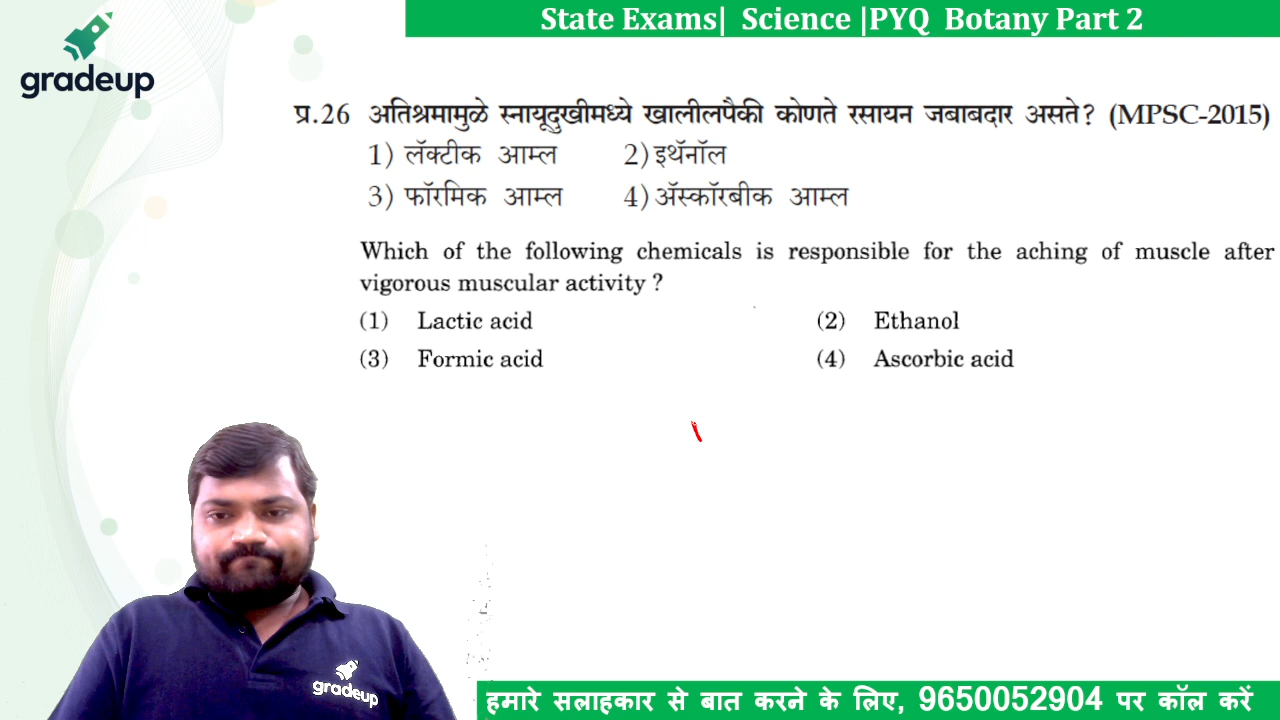 State Exams| Science |PYQ Botany Part 2
gradeup
प्र.26 अतिश्रमामुळे स्नायूदुखीमध्ये खालीलपैकी कोणते रसायन जबाबदार असते? (MPSC-2015)
1) लॅक्टीक आम्ल 2) इथॅनॉल
3) फॉरमिक आम्ल 4) ॲस्कॉरबीक आम्ल
Which of the following chemicals is responsible for the aching of muscle after
vigorous muscular activity ?
(1) Lactic acid (2) Ethanol
(3) Formic acid (4) Ascorbic acid
gradeup
हमारे सलाहकार से बात करने के लिए, 9650052904 पर कॉल करें